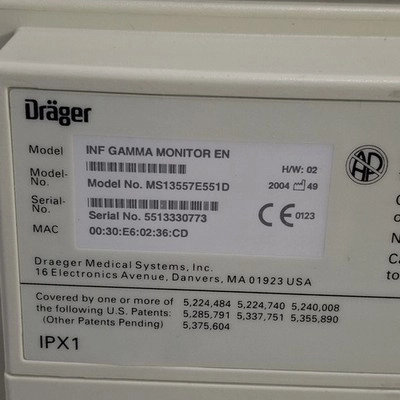 Dräger
Model INF GAMMA MONITOR EN
H/W: 02
Model-No. Model No. MS13557E551D 2004 49
Serial-No. Serial No. 5513330773
CE 0123
MAC 00:30:E6:02:36:CD
Draeger Medical Systems, Inc.
16 Electronics Avenue, Danvers, MA 01923 USA
Covered by one or more of 5,224,484 5,224,740 5,240,008
the following U.S. Patents: 5,285,791 5,337,751 5,355,890
(Other Patents Pending) 5,375,604
IPX1